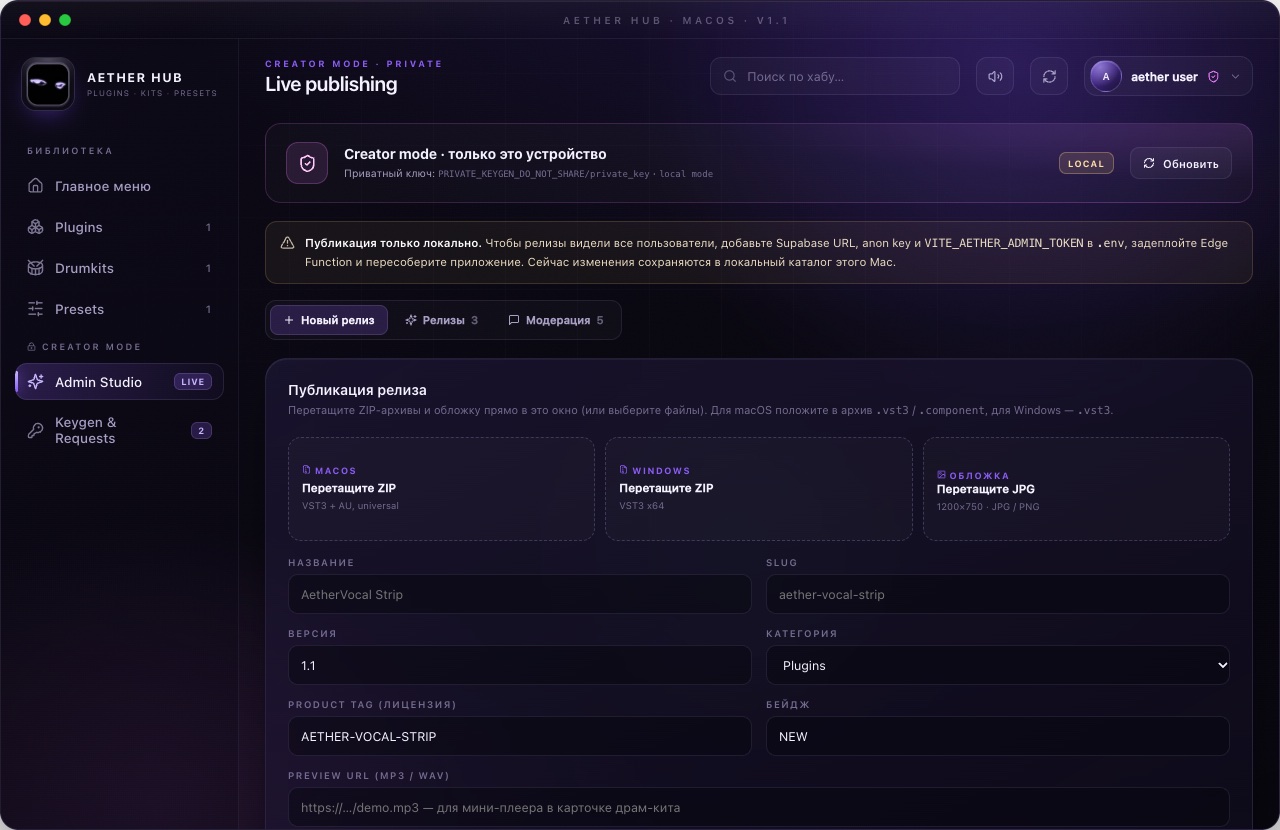 AETHER HUB · MACOS · V1.1
AETHER HUB
PLUGINS · KITS · PRESETS
БИБЛИОТЕКА
Главное меню
Plugins 1
Drumkits 1
Presets 1
CREATOR MODE
Admin Studio LIVE
Keygen &
Requests 2
CREATOR MODE · PRIVATE
Live publishing
Поиск по хабу...
A aether user
Creator mode · только это устройство
Приватный ключ: PRIVATE_KEYGEN_DO_NOT_SHARE/private_key · local mode
LOCAL
Обновить
Публикация только локально. Чтобы релизы видели все пользователи, добавьте Supabase URL, anon key и VITE_AETHER_ADMIN_TOKEN в .env, задеплойте Edge
Function и пересоберите приложение. Сейчас изменения сохраняются в локальный каталог этого Mac.
Новый релиз Релизы 3 Модерация 5
Публикация релиза
Перетащите ZIP-архивы и обложку прямо в это окно (или выберите файлы). Для macOS положите в архив .vst3 / .component, для Windows — .vst3.
MACOS
Перетащите ZIP
VST3 + AU, universal
WINDOWS
Перетащите ZIP
VST3 x64
ОБЛОЖКА
Перетащите JPG
1200×750 · JPG / PNG
НАЗВАНИЕ
AetherVocal Strip
SLUG
aether-vocal-strip
ВЕРСИЯ
1.1
КАТЕГОРИЯ
Plugins
PRODUCT TAG (ЛИЦЕНЗИЯ)
AETHER-VOCAL-STRIP
БЕЙДЖ
NEW
PREVIEW URL (MP3 / WAV)
https://.../demo.mp3 — для мини-плеера в карточке драм-кита